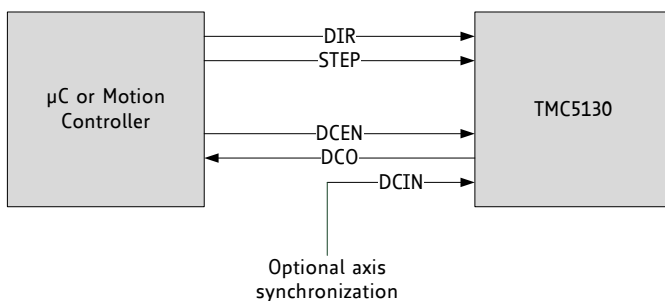 DIR
STEP
µC or Motion
Controller
TMC5130
DCEN
DCO
DCIN
Optional axis
synchronization